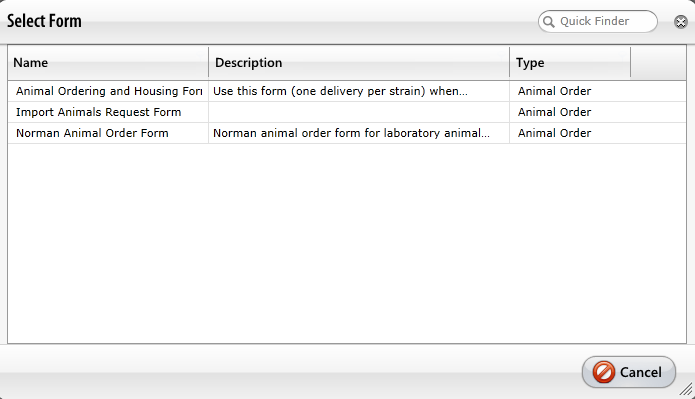 Select Form
Quick Finder
Name Description Type
Animal Ordering and Housing For Use this form (one delivery per strain) when... Animal Order
Import Animals Request Form Animal Order
Norman Animal Order Form Norman animal order form for laboratory animal... Animal Order
Cancel